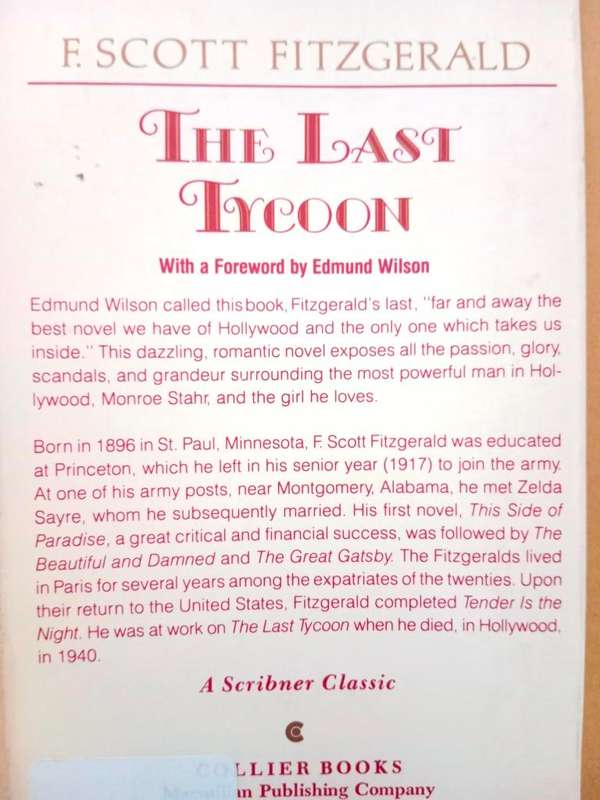 F. SCOTT FITZGERALD
THE LAST
TYCOON
With a Foreword by Edmund Wilson
Edmund Wilson called this book, Fitzgerald's last, "far and away the
best novel we have of Hollywood and the only one which takes us
inside." This dazzling, romantic novel exposes all the passion, glory,
scandals, and grandeur surrounding the most powerful man in Hol-
lywood, Monroe Stahr, and the girl he loves.
Born in 1896 in St. Paul, Minnesota, F. Scott Fitzgerald was educated
at Princeton, which he left in his senior year (1917) to join the army.
At one of his army posts, near Montgomery, Alabama, he met Zelda
Sayre, whom he subsequently married. His first novel, This Side of
Paradise, a great critical and financial success, was followed by The
Beautiful and Damned and The Great Gatsby. The Fitzgeralds lived
in Paris for several years among the expatriates of the twenties. Upon
their return to the United States, Fitzgerald completed Tender Is the
Night. He was at work on The Last Tycoon when he died, in Hollywood,
in 1940.
A Scribner Classic
COLLIER BOOKS
Macmillan Publishing Company